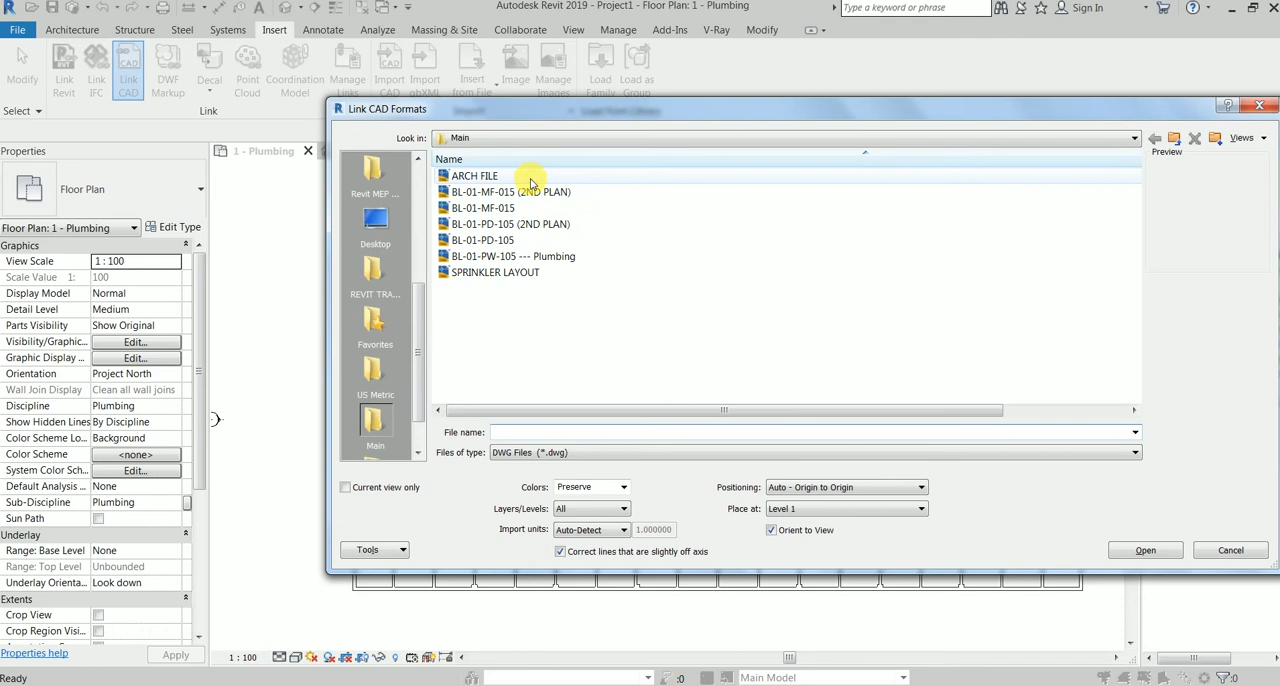 Autodesk Revit 2019 - Project1 - Floor Plan: 1 - Plumbing
Type a keyword or phrase
Sign In
File Architecture Structure Steel Systems Insert Annotate Analyze Massing & Site Collaborate View Manage Add-Ins V-Ray Modify
Modify
Link Revit
Link IFC
Link CAD
DWF Markup
Decal
Point Cloud
Coordination Model
Manage Links
Import CAD
Import gbXML
Insert from File
Image
Manage Images
Load Family
Load as Group
Select
Link
Link CAD Formats
Look in: Main
Views
Preview
Name
ARCH FILE
BL-01-MF-015 (2ND PLAN)
BL-01-MF-015
BL-01-PD-105 (2ND PLAN)
BL-01-PD-105
BL-01-PW-105 --- Plumbing
SPRINKLER LAYOUT
Revit MEP ...
Desktop
REVIT TRA...
Favorites
US Metric
Main
File name:
Files of type: DWG Files (*.dwg)
Current view only
Colors: Preserve
Layers/Levels: All
Import units: Auto-Detect 1.000000
Correct lines that are slightly off axis
Positioning: Auto - Origin to Origin
Place at: Level 1
Orient to View
Tools
Open
Cancel
1 - Plumbing
Properties
Floor Plan
Floor Plan: 1 - Plumbing Edit Type
Graphics
View Scale 1 : 100
Scale Value 1: 100
Display Model Normal
Detail Level Medium
Parts Visibility Show Original
Visibility/Graphic... Edit...
Graphic Display ... Edit...
Orientation Project North
Wall Join Display Clean all wall joins
Discipline Plumbing
Show Hidden Lines By Discipline
Color Scheme Lo... Background
Color Scheme <none>
System Color Sch... Edit...
Default Analysis ... None
Sub-Discipline Plumbing
Sun Path
Underlay
Range: Base Level None
Range: Top Level Unbounded
Underlay Orienta... Look down
Extents
Crop View
Crop Region Visi...
Properties help
Apply
1 : 100
Ready
:0
Main Model
:0